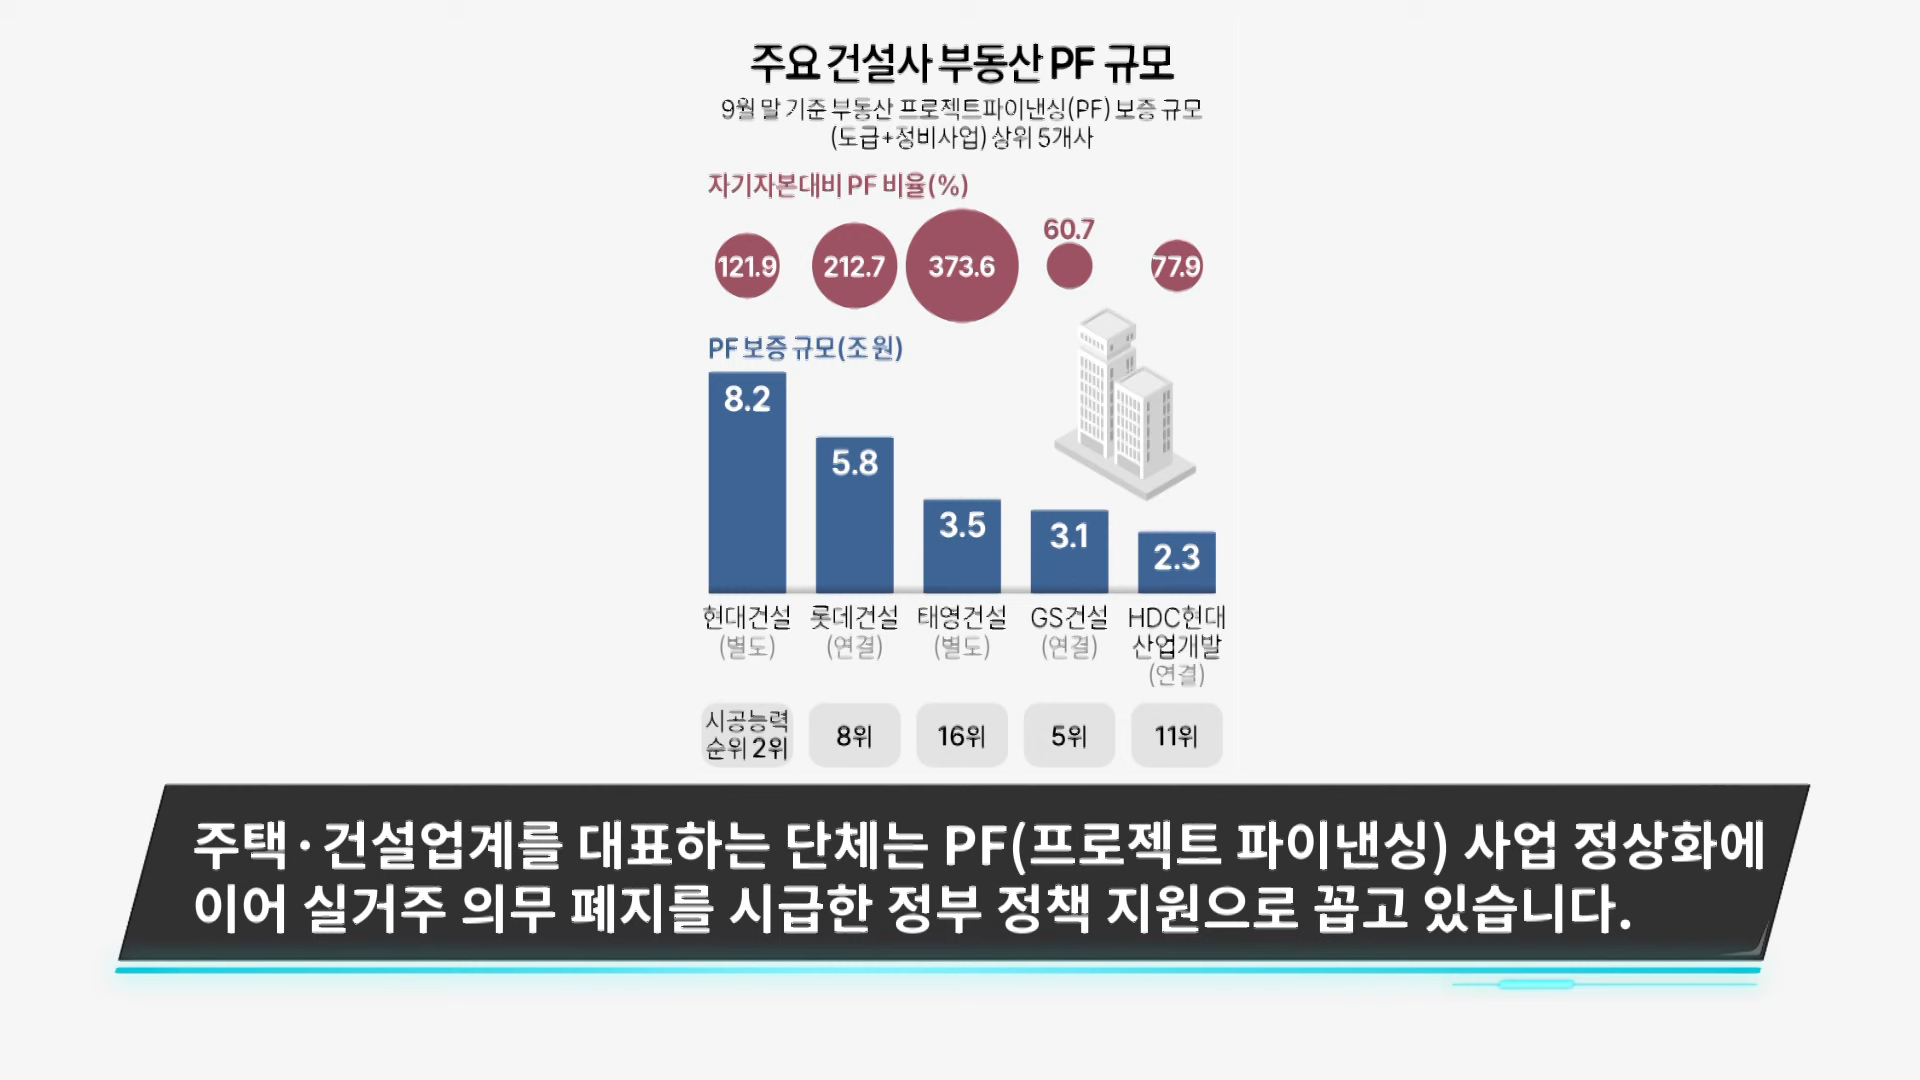 주요 건설사 부동산 PF 규모
9월 말 기준 부동산 프로젝트파이낸싱(PF) 보증 규모
(도급+정비사업) 상위 5개사
자기자본대비 PF 비율(%)
121.9 212.7 373.6 60.7 77.9
PF 보증 규모(조 원)
8.2 5.8 3.5 3.1 2.3
현대건설 롯데건설 태영건설 GS건설 HDC현대
(별도) (연결) (별도) (연결) 산업개발
(연결)
시공능력
순위 2위 8위 16위 5위 11위
주택·건설업계를 대표하는 단체는 PF(프로젝트 파이낸싱) 사업 정상화에
이어 실거주 의무 폐지를 시급한 정부 정책 지원으로 꼽고 있습니다.